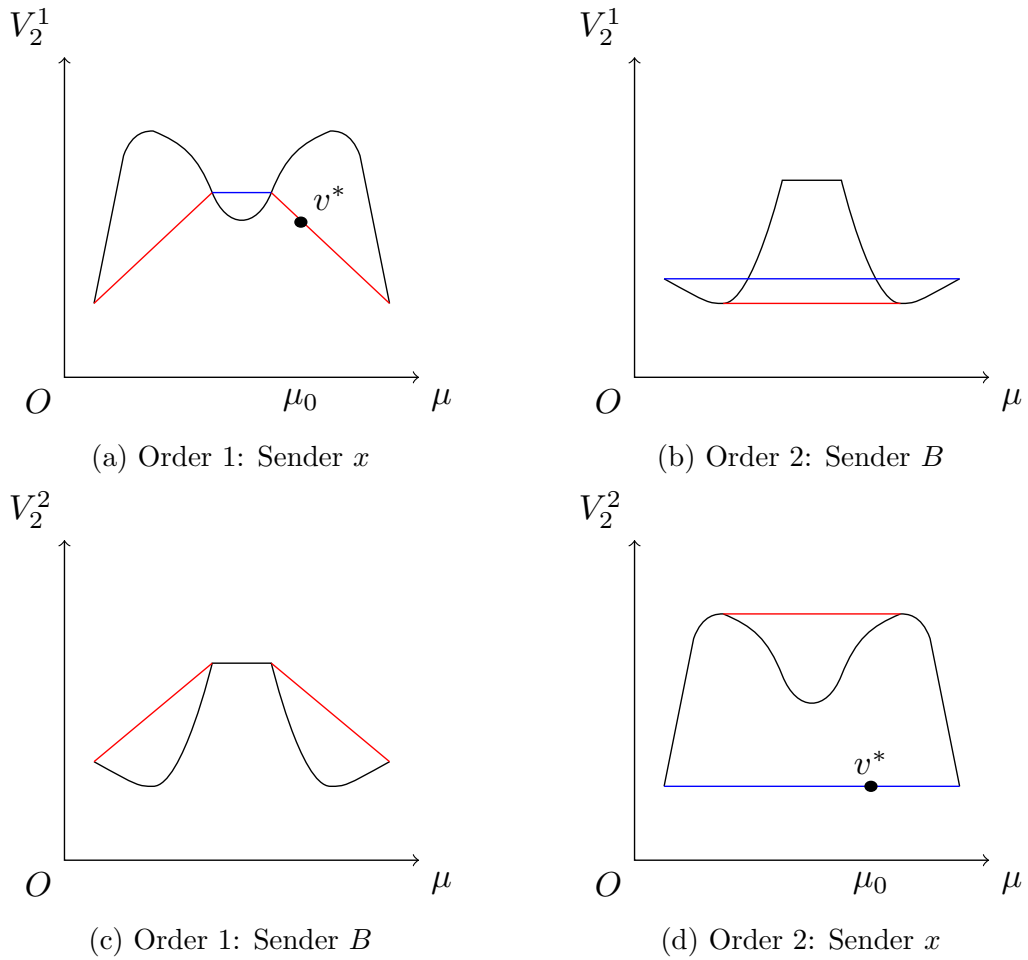 V_2^1
v*
O
μ_0
μ
(a) Order 1: Sender x
V_2^1
O
μ
(b) Order 2: Sender B
V_2^2
O
μ
(c) Order 1: Sender B
V_2^2
v*
O
μ_0
μ
(d) Order 2: Sender x